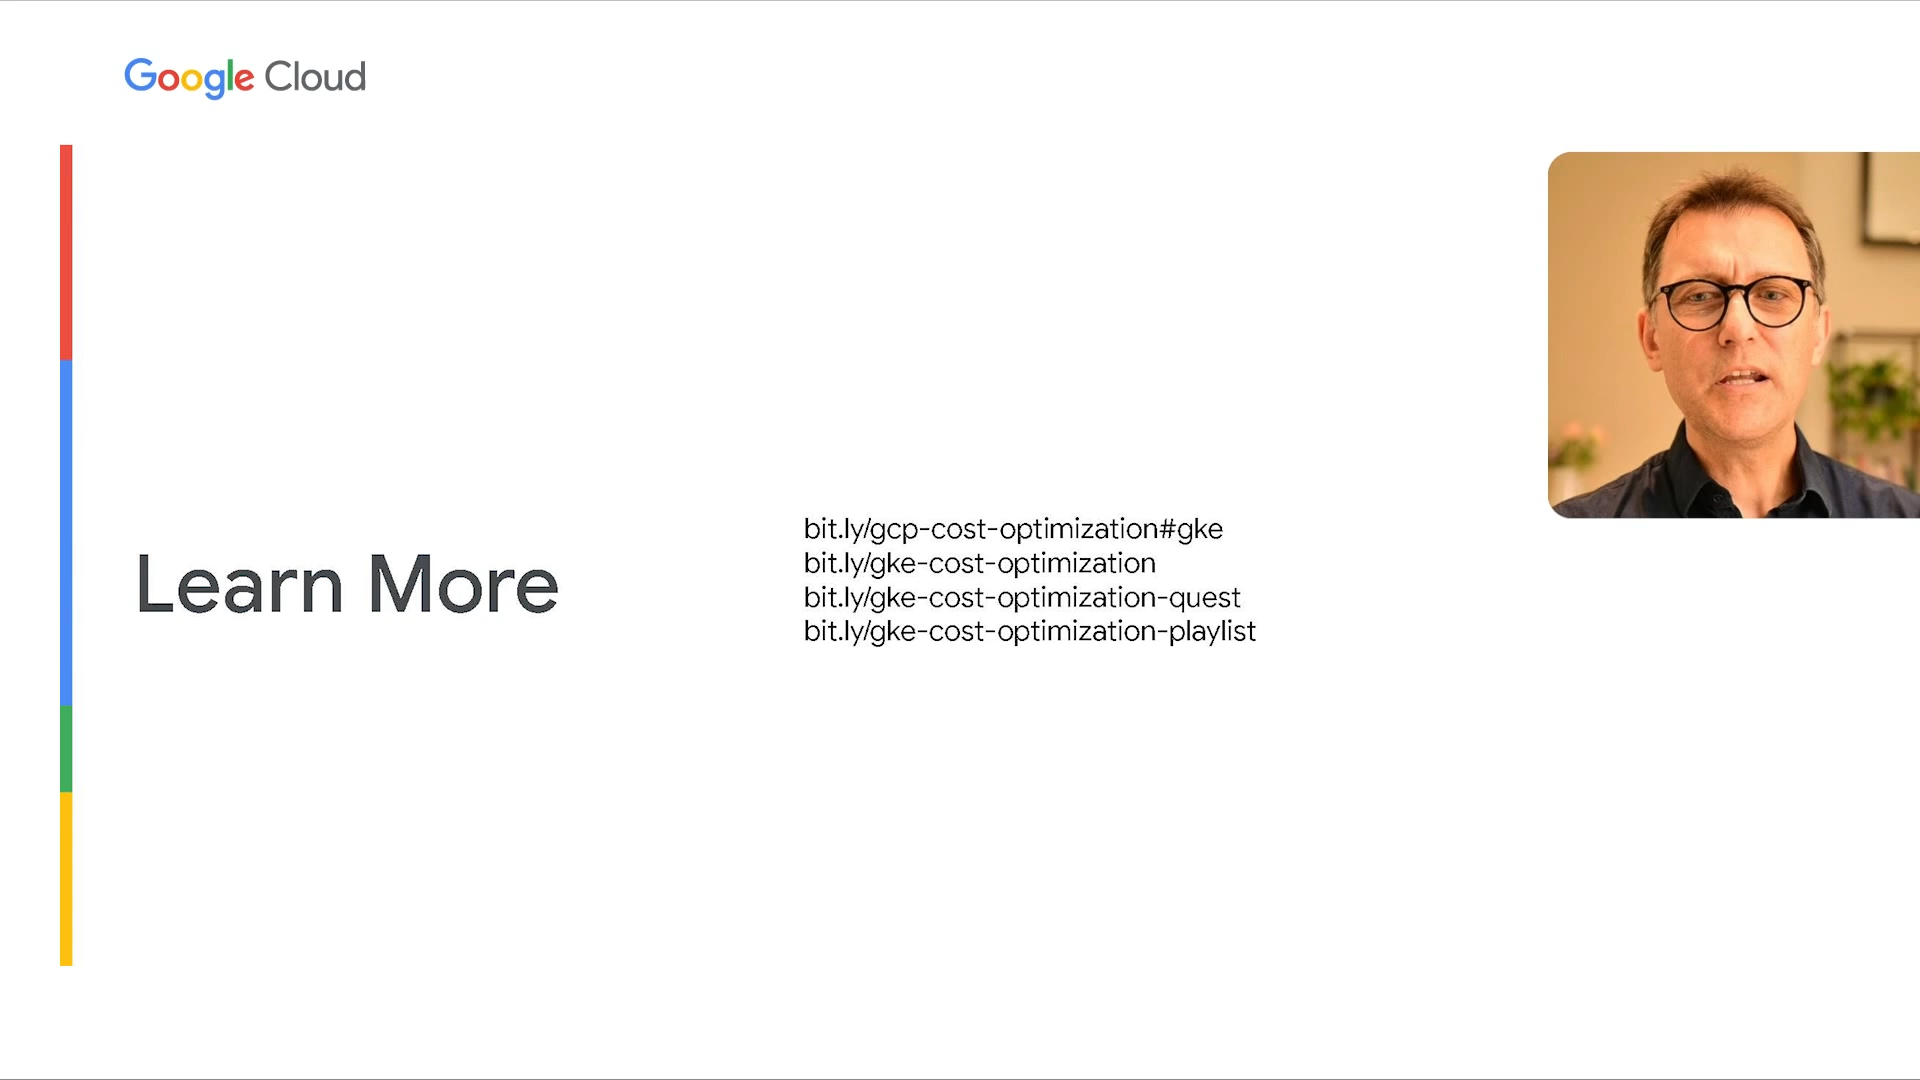 Google Cloud
Learn More
bit.ly/gcp-cost-optimization#gke
bit.ly/gke-cost-optimization
bit.ly/gke-cost-optimization-quest
bit.ly/gke-cost-optimization-playlist